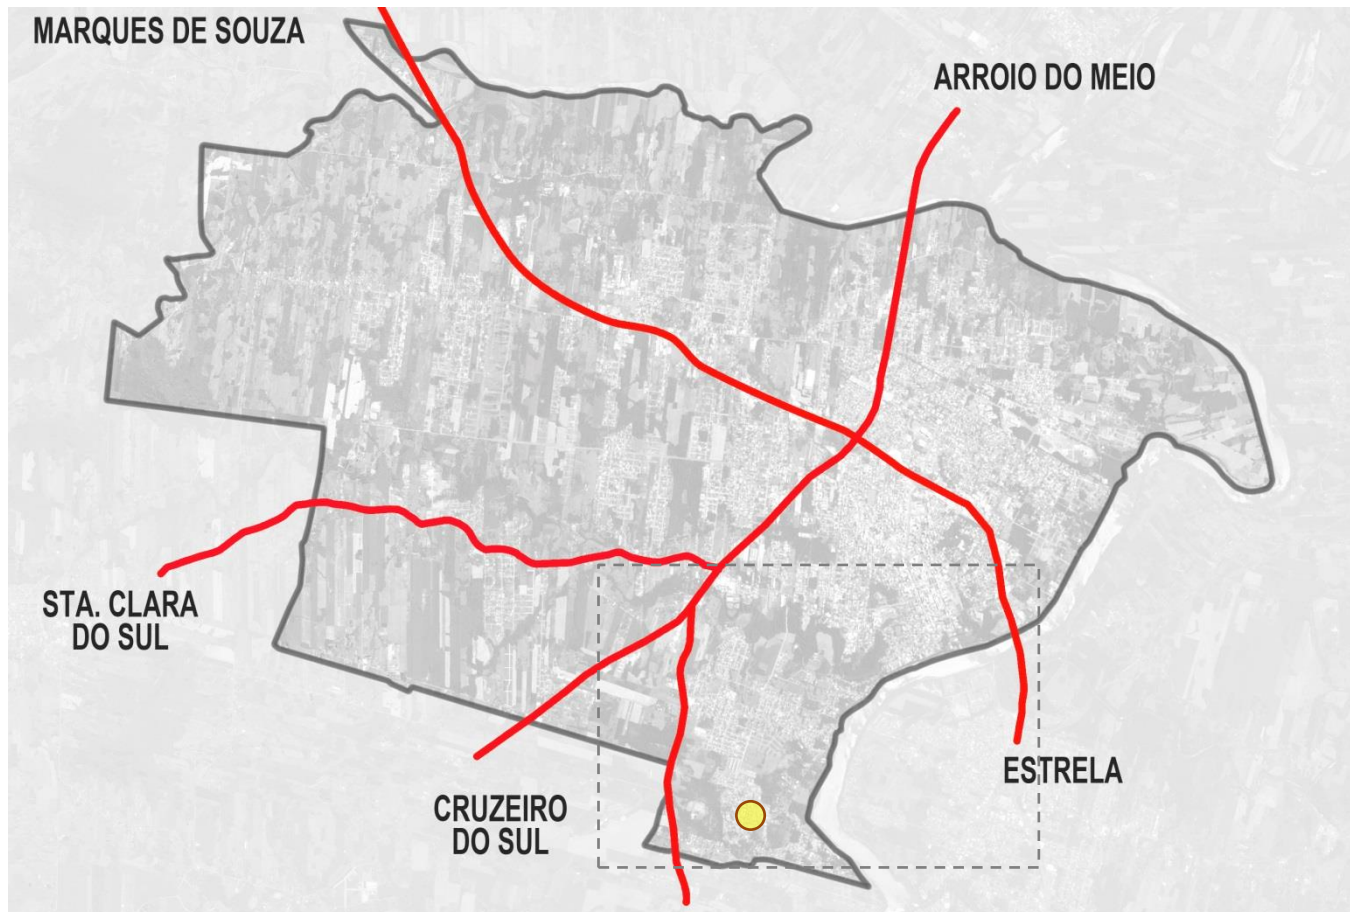 MARQUES DE SOUZA
ARROIO DO MEIO
STA. CLARA
DO SUL
ESTRELA
CRUZEIRO
DO SUL